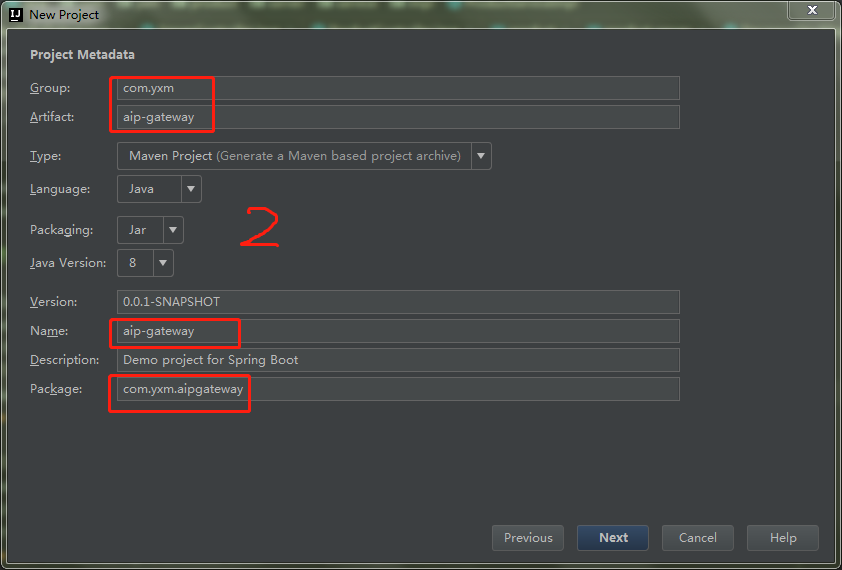 New Project
Project Metadata
Group: com.yxm
Artifact: aip-gateway
Type: Maven Project (Generate a Maven based project archive)
Language: Java
Packaging: Jar
2
Java Version: 8
Version: 0.0.1-SNAPSHOT
Name: aip-gateway
Description: Demo project for Spring Boot
Package: com.yxm.aipgateway
Previous Next Cancel Help